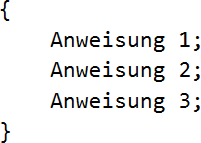 {
    Anweisung 1;
    Anweisung 2;
    Anweisung 3;
}